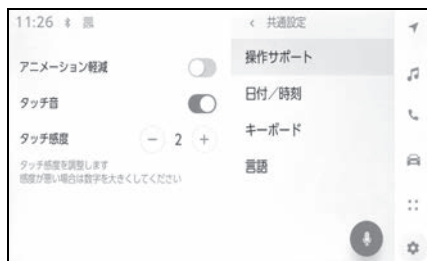 11:26
アニメーション軽減
タッチ音
タッチ感度
− 2 +
タッチ感度を調整します
感度が悪い場合は数字を大きくしてください
< 共通設定
操作サポート
日付/時刻
キーボード
言語